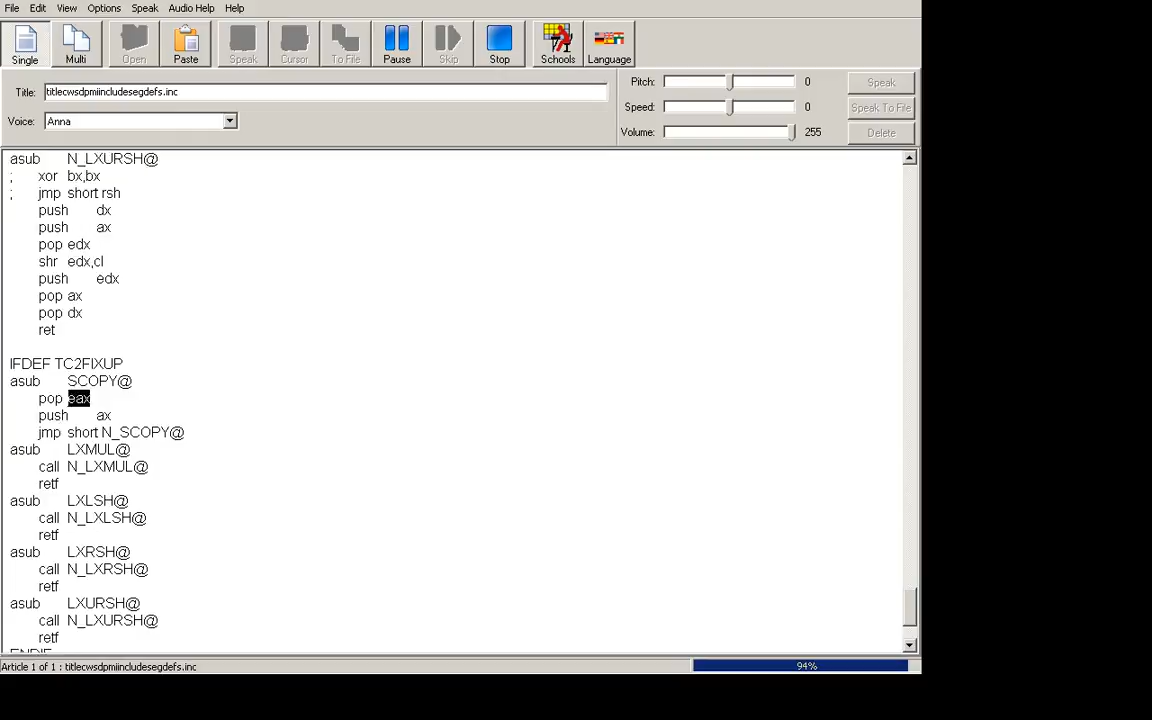 File Edit View Options Speak Audio Help Help
Single Multi Open Paste Speak Cursor To File Pause Skip Stop Schools Language
Title: titlecwsdpmiincludesegdefs.inc
Voice: Anna
Pitch: 0 Speak
Speed: 0 Speak To File
Volume: 255 Delete
asub N_LXURSH@
; xor bx,bx
; jmp short rsh
push dx
push ax
pop edx
shr edx,cl
push edx
pop ax
pop dx
ret
IFDEF TC2FIXUP
asub SCOPY@
pop eax
push ax
jmp short N_SCOPY@
asub LXMUL@
call N_LXMUL@
retf
asub LXLSH@
call N_LXLSH@
retf
asub LXRSH@
call N_LXRSH@
retf
asub LXURSH@
call N_LXURSH@
retf
ENDIF
Article 1 of 1 : titlecwsdpmiincludesegdefs.inc 94%